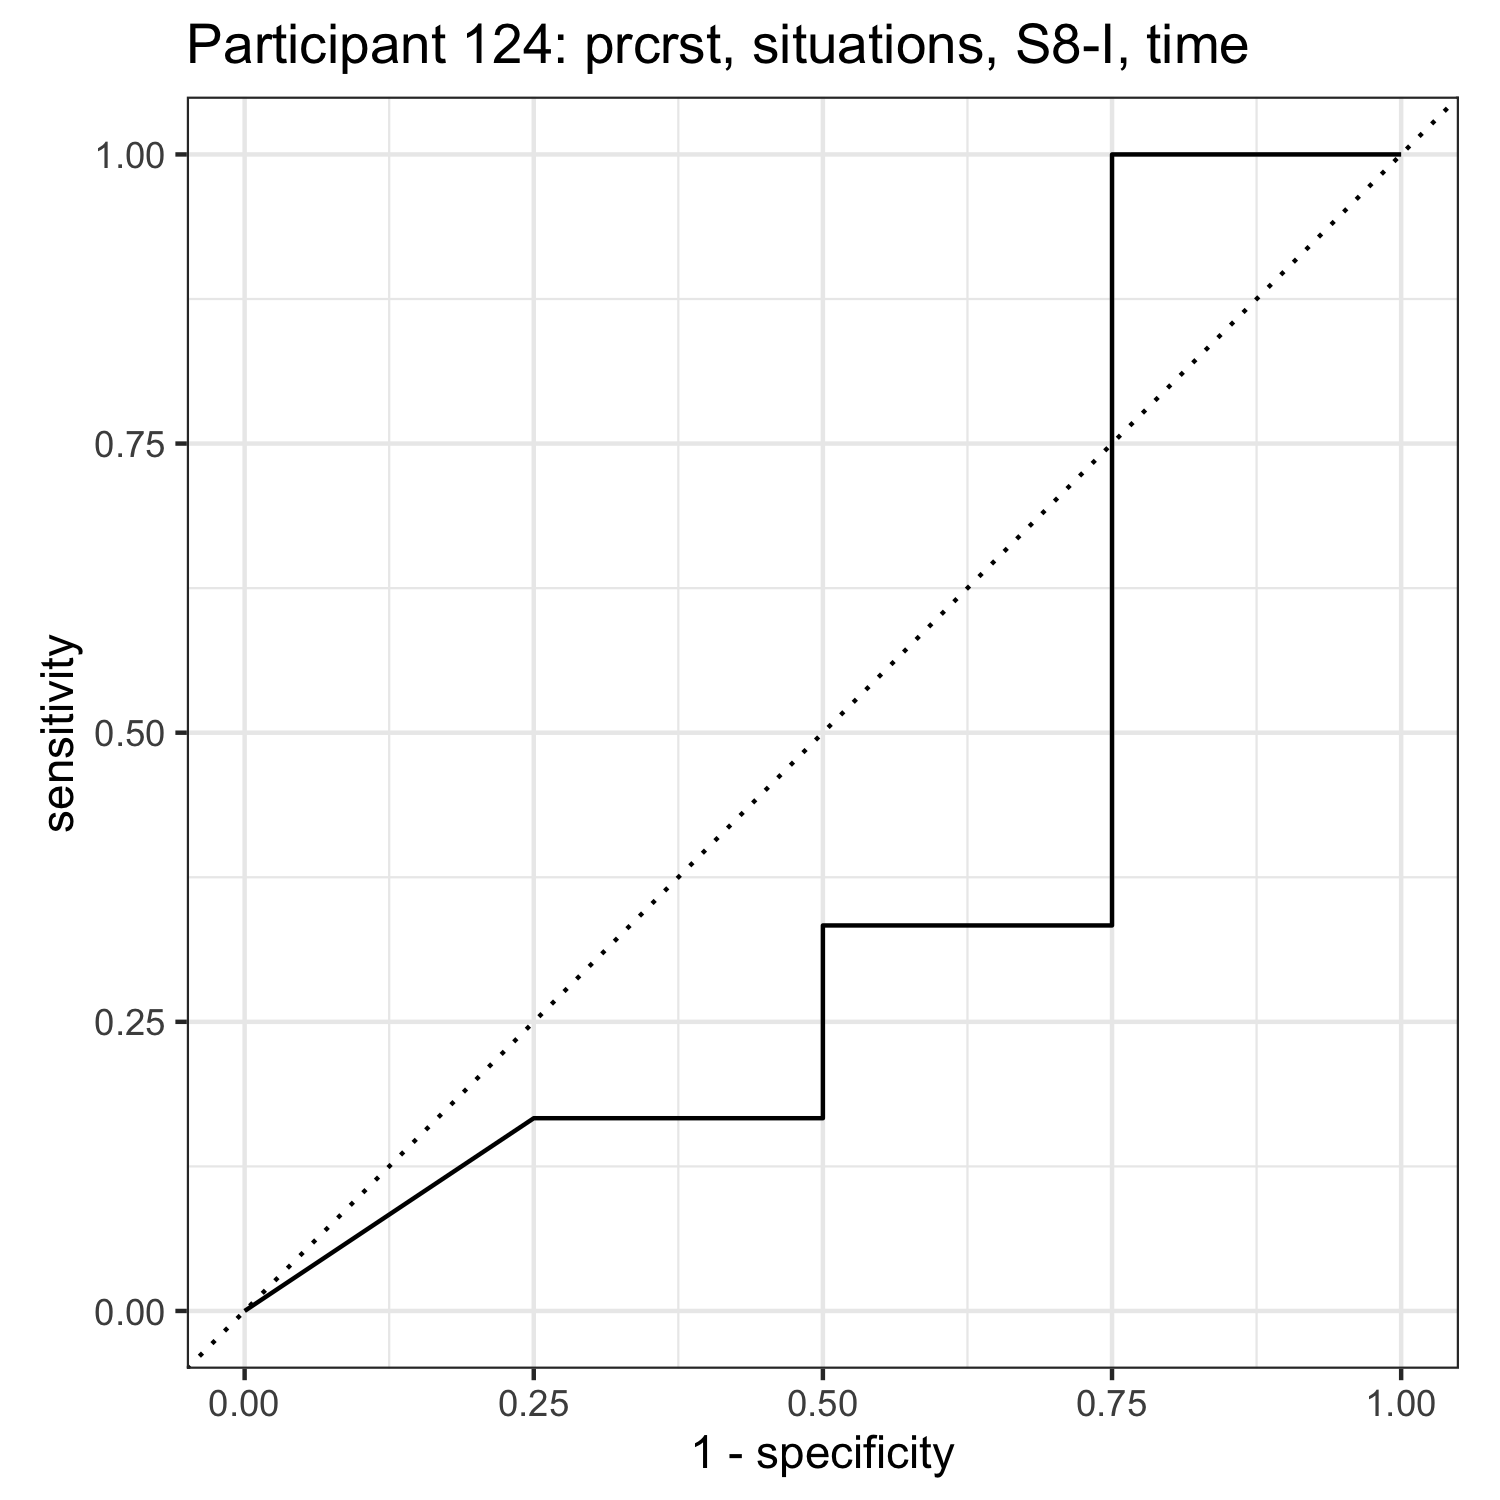 Participant 124: prcrst, situations, S8-I, time
sensitivity
1.00
0.75
0.50
0.25
0.00
0.00 0.25 0.50 0.75 1.00
1 - specificity